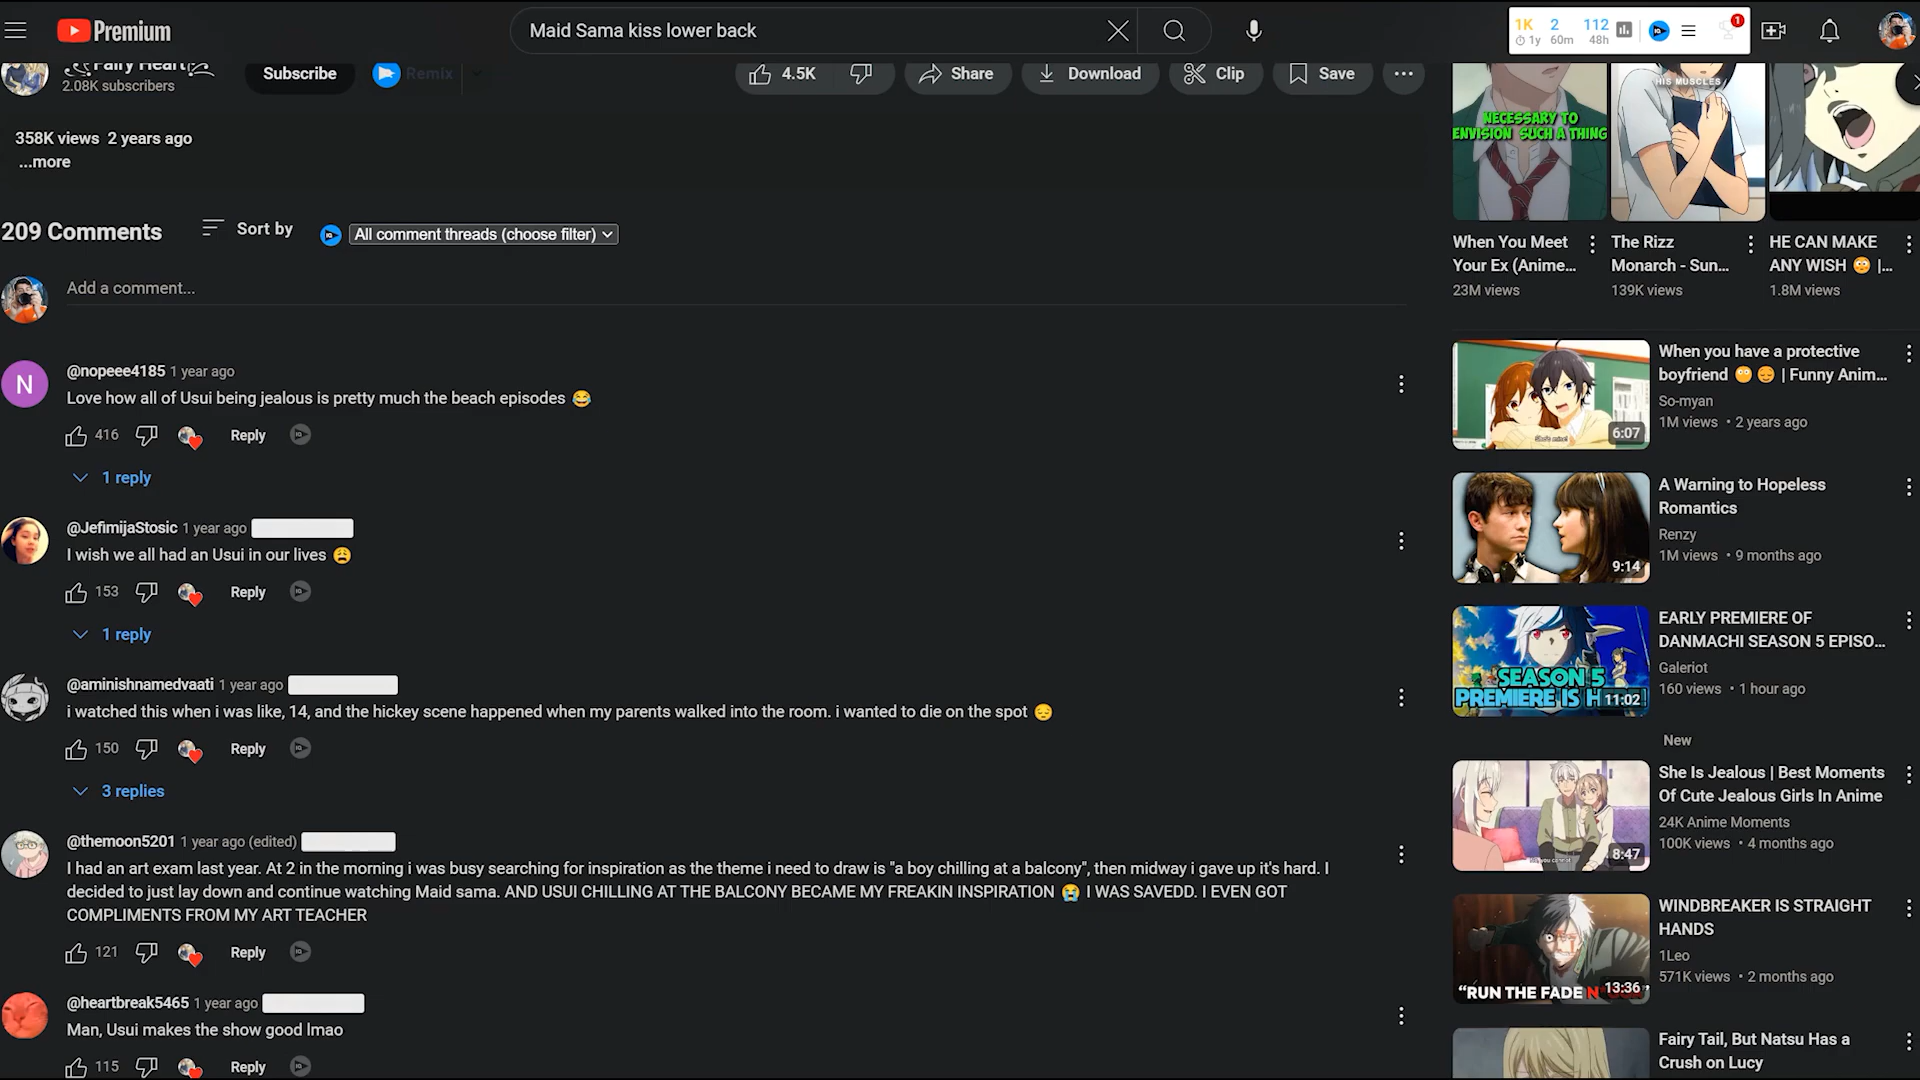 Premium
Maid Sama kiss lower back
1K 2 112
1y 60m 48h
1
Fairy Heart
2.08K subscribers
Subscribe
Remix
4.5K
Share
Download
Clip
Save
358K views 2 years ago
...more
209 Comments
Sort by
All comment threads (choose filter)
Add a comment...
@nopeee4185 1 year ago
Love how all of Usui being jealous is pretty much the beach episodes 😂
416
Reply
1 reply
@JefimijaStosic 1 year ago
I wish we all had an Usui in our lives 😩
153
Reply
1 reply
@aminishnamedvaati 1 year ago
i watched this when i was like, 14, and the hickey scene happened when my parents walked into the room. i wanted to die on the spot 😔
150
Reply
3 replies
@themoon5201 1 year ago (edited)
I had an art exam last year. At 2 in the morning i was busy searching for inspiration as the theme i need to draw is "a boy chilling at a balcony", then midway i gave up it's hard. I
decided to just lay down and continue watching Maid sama. AND USUI CHILLING AT THE BALCONY BECAME MY FREAKIN INSPIRATION 😭 I WAS SAVEDD. I EVEN GOT
COMPLIMENTS FROM MY ART TEACHER
121
Reply
@heartbreak5465 1 year ago
Man, Usui makes the show good lmao
115
Reply
NECESSARY TO
ENVISION SUCH A THING
HIS MUSCLES
When You Meet
Your Ex (Anime...
23M views
The Rizz
Monarch - Sun...
139K views
HE CAN MAKE
ANY WISH 😳 |...
1.8M views
She's mine!
6:07
When you have a protective
boyfriend 😳 😌 | Funny Anim...
So-myan
1M views • 2 years ago
9:14
A Warning to Hopeless
Romantics
Renzy
1M views • 9 months ago
SEASON 5
PREMIERE IS H
11:02
EARLY PREMIERE OF
DANMACHI SEASON 5 EPISO...
Galeriot
160 views • 1 hour ago
New
8:47
She Is Jealous | Best Moments
Of Cute Jealous Girls In Anime
24K Anime Moments
100K views • 4 months ago
"RUN THE FADE
13:36
WINDBREAKER IS STRAIGHT
HANDS
1Leo
571K views • 2 months ago
Fairy Tail, But Natsu Has a
Crush on Lucy